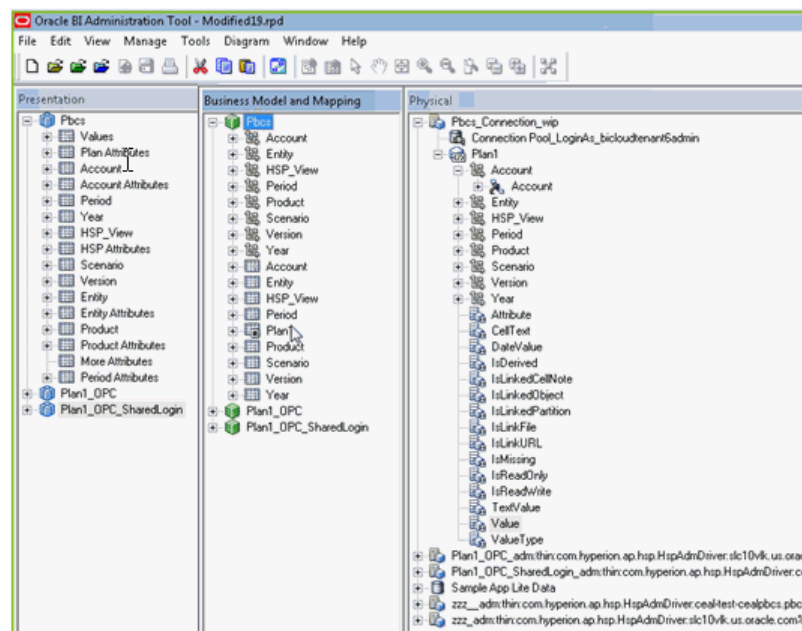 Oracle BI Administration Tool - Modified19.rpd
File Edit View Manage Tools Diagram Window Help
Presentation
Pbcs
Values
Plan Attributes
Account
Account Attributes
Period
Year
HSP_View
HSP Attributes
Scenario
Version
Entity
Entity Attributes
Product
Product Attributes
More Attributes
Period Attributes
Plan1_OPC
Plan1_OPC_SharedLogin
Business Model and Mapping
Pbcs
Account
Entity
HSP_View
Period
Product
Scenario
Version
Year
Account
Entity
HSP_View
Period
Plan1
Product
Scenario
Version
Year
Plan1_OPC
Plan1_OPC_SharedLogin
Physical
Pbcs_Connection_wip
Connection Pool_LoginAs_bicloudtenant6admin
Plan1
Account
Account
Entity
HSP_View
Period
Product
Scenario
Version
Year
Attribute
CellText
DateValue
IsDerived
IsLinkedCellNote
IsLinkedObject
IsLinkedPartition
IsLinkFile
IsLinkURL
IsMissing
IsReadOnly
IsReadWrite
TextValue
Value
ValueType
Plan1_OPC_adm:thin:com.hyperion.ap.hsp.HspAdmDriver:slc10vlk.us.ora
Plan1_OPC_SharedLogin_adm:thin:com.hyperion.ap.hsp.HspAdmDriver:c
Sample App Lite Data
zzz__adm:thin:com.hyperion.ap.hsp.HspAdmDriver:ceal-test-cealpbcs.pbc
zzz_adm:thin:com.hyperion.ap.hsp.HspAdmDriver:slc10vlk.us.oracle.com